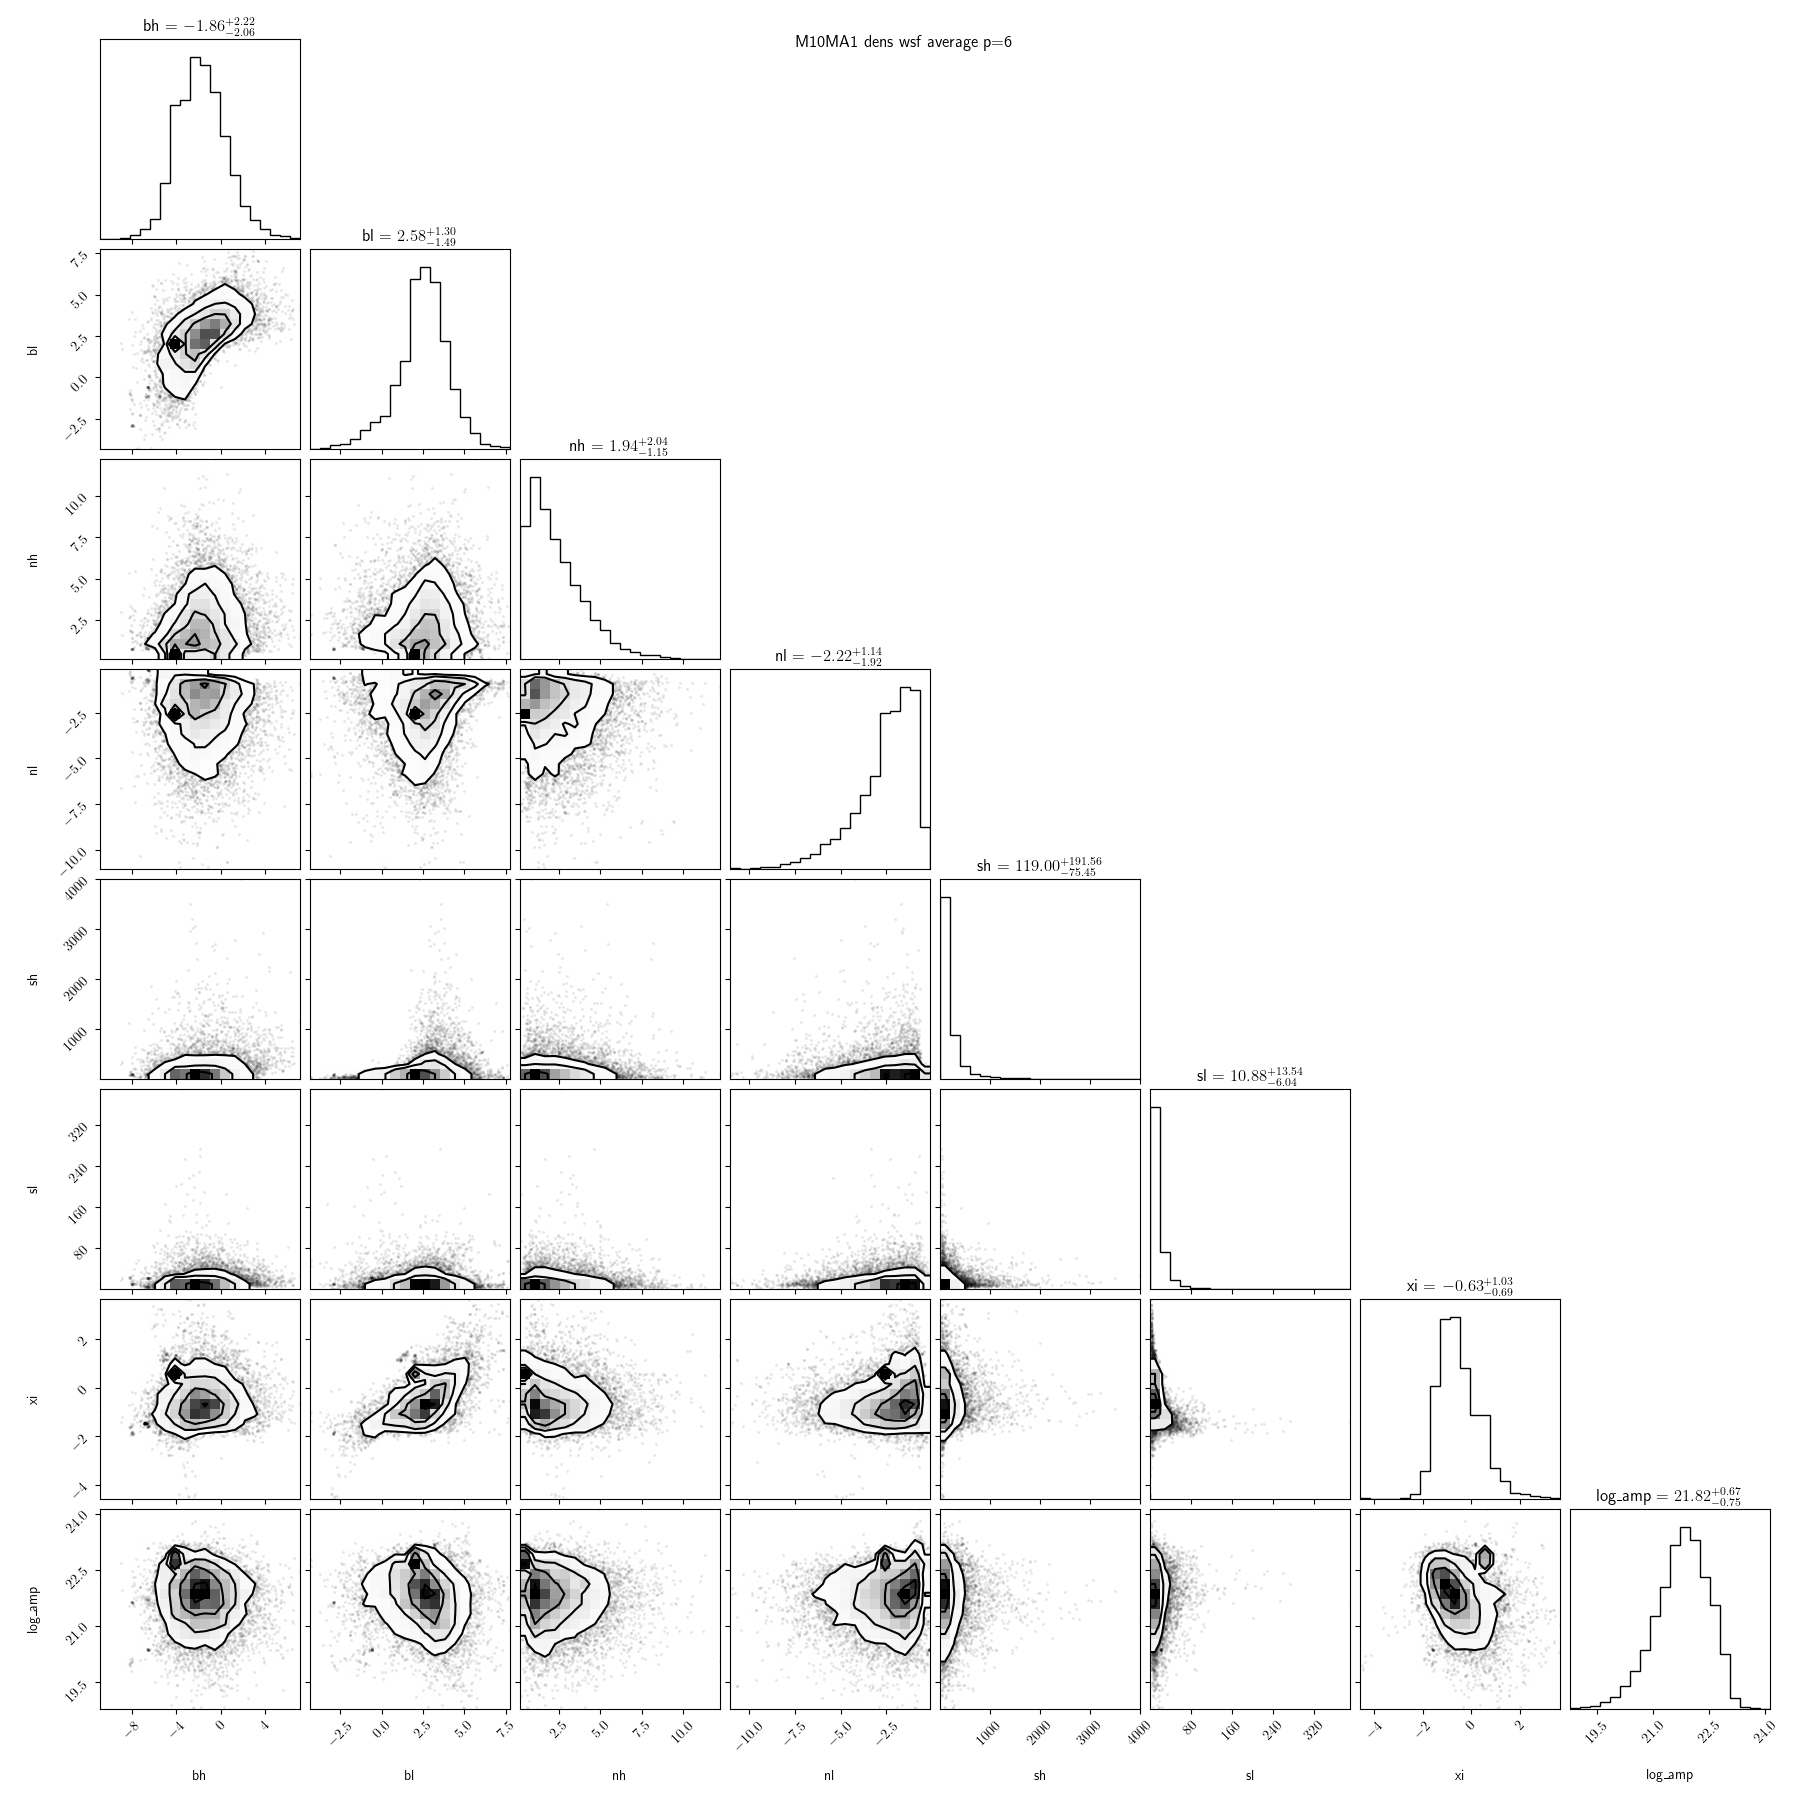 bh = −1.86^{+2.22}_{−2.06}
M10MA1 dens wsf average p=6
bl = 2.58^{+1.30}_{−1.49}
7.5
5.0
2.5
0.0
−2.5
bl
nh = 1.94^{+2.04}_{−1.15}
10.0
7.5
5.0
2.5
nh
nl = −2.22^{+1.14}_{−1.92}
−2.5
−5.0
−7.5
−10.0
nl
sh = 119.00^{+191.56}_{−75.45}
4000
3000
2000
1000
sh
sl = 10.88^{+13.54}_{−6.04}
320
240
160
80
sl
xi = −0.63^{+1.03}_{−0.69}
2
0
−2
−4
xi
log_amp = 21.82^{+0.67}_{−0.75}
24.0
22.5
21.0
19.5
log_amp
−8 −4 0 4 −2.5 0.0 2.5 5.0 7.5 2.5 5.0 7.5 10.0 −10.0 −7.5 −5.0 −2.5 1000 2000 3000 4000 80 160 240 320 −4 −2 0 2 19.5 21.0 22.5 24.0
bh bl nh nl sh sl xi log_amp